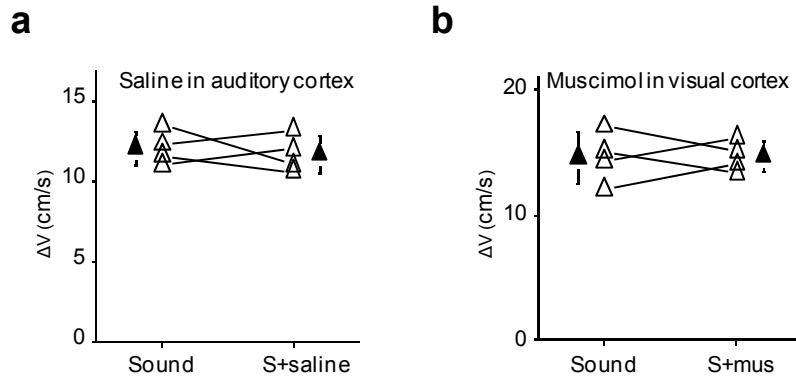 a
Saline in auditory cortex
15
10
5
0
ΔV (cm/s)
Sound
S+saline
b
Muscimol in visual cortex
20
10
0
ΔV (cm/s)
Sound
S+mus